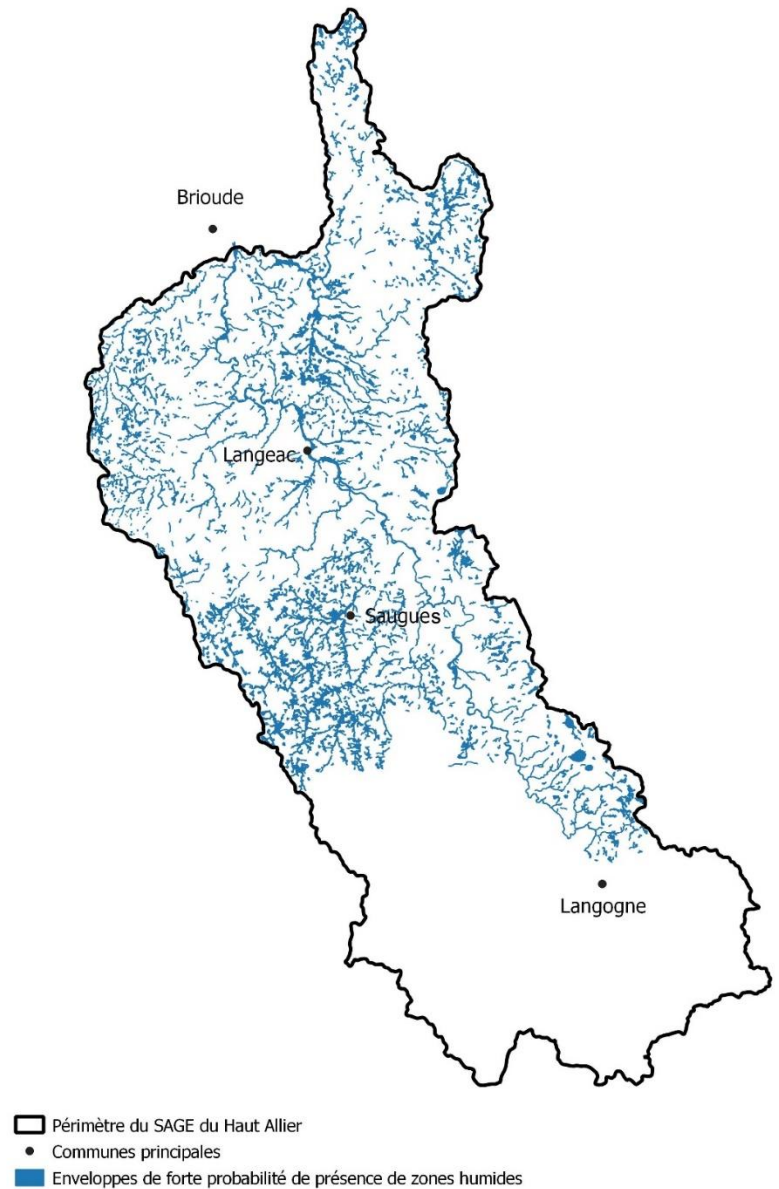 Brioude
Langeac
Saugues
Langogne
Périmètre du SAGE du Haut Allier
Communes principales
Enveloppes de forte probabilité de présence de zones humides